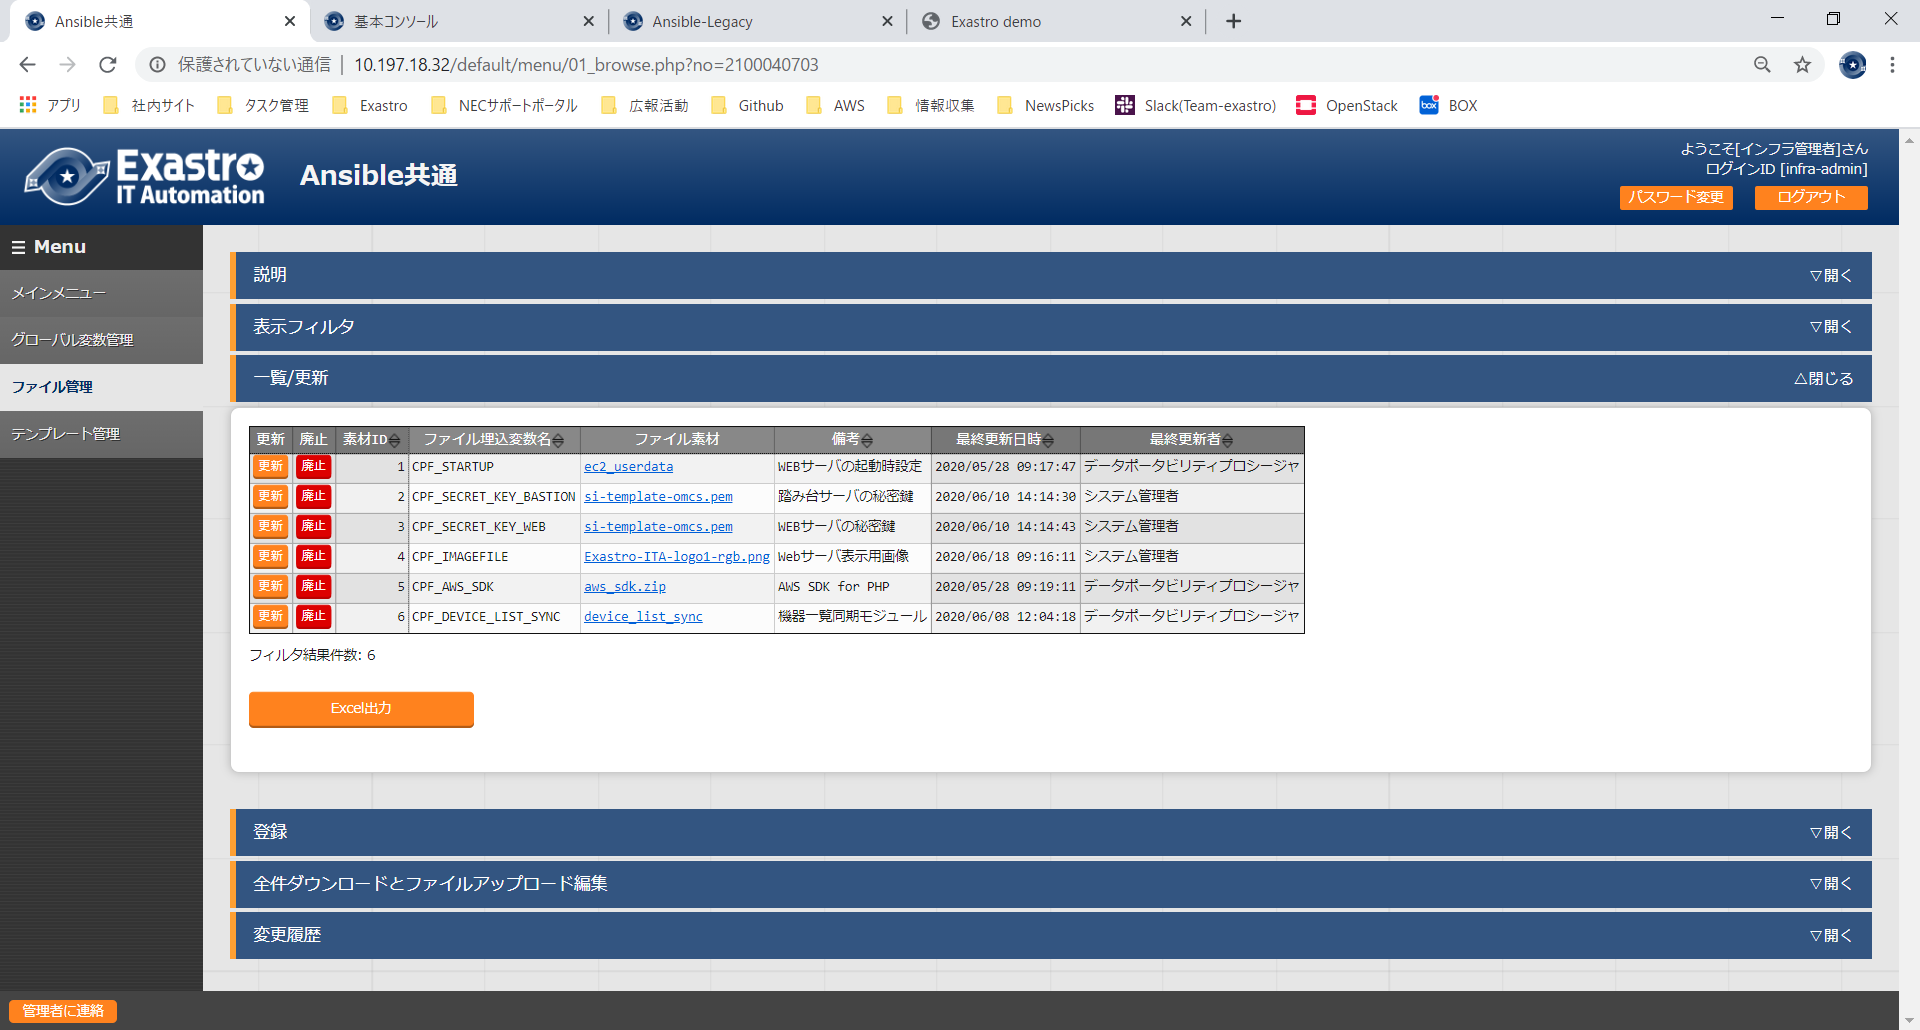 Ansible共通
基本コンソール
Ansible-Legacy
Exastro demo
保護されていない通信 10.197.18.32/default/menu/01_browse.php?no=2100040703
アプリ 社内サイト タスク管理 Exastro NECサポートポータル 広報活動 Github AWS 情報収集 NewsPicks Slack(Team-exastro) OpenStack box BOX
Exastro
IT Automation
Ansible共通
ようこそ[インフラ管理者]さん
ログインID [infra-admin]
パスワード変更 ログアウト
☰ Menu
メインメニュー
グローバル変数管理
ファイル管理
テンプレート管理
説明 ▽開く
表示フィルタ ▽開く
一覧/更新 △閉じる
更新 廃止 素材ID ファイル埋込変数名 ファイル素材 備考 最終更新日時 最終更新者
更新 廃止 1 CPF_STARTUP ec2_userdata WEBサーバの起動時設定 2020/05/28 09:17:47 データポータビリティプロシージャ
更新 廃止 2 CPF_SECRET_KEY_BASTION si-template-omcs.pem 踏み台サーバの秘密鍵 2020/06/10 14:14:30 システム管理者
更新 廃止 3 CPF_SECRET_KEY_WEB si-template-omcs.pem WEBサーバの秘密鍵 2020/06/10 14:14:43 システム管理者
更新 廃止 4 CPF_IMAGEFILE Exastro-ITA-logo1-rgb.png Webサーバ表示用画像 2020/06/18 09:16:11 システム管理者
更新 廃止 5 CPF_AWS_SDK aws_sdk.zip AWS SDK for PHP 2020/05/28 09:19:11 データポータビリティプロシージャ
更新 廃止 6 CPF_DEVICE_LIST_SYNC device_list_sync 機器一覧同期モジュール 2020/06/08 12:04:18 データポータビリティプロシージャ
フィルタ結果件数: 6
Excel出力
登録 ▽開く
全件ダウンロードとファイルアップロード編集 ▽開く
変更履歴 ▽開く
管理者に連絡